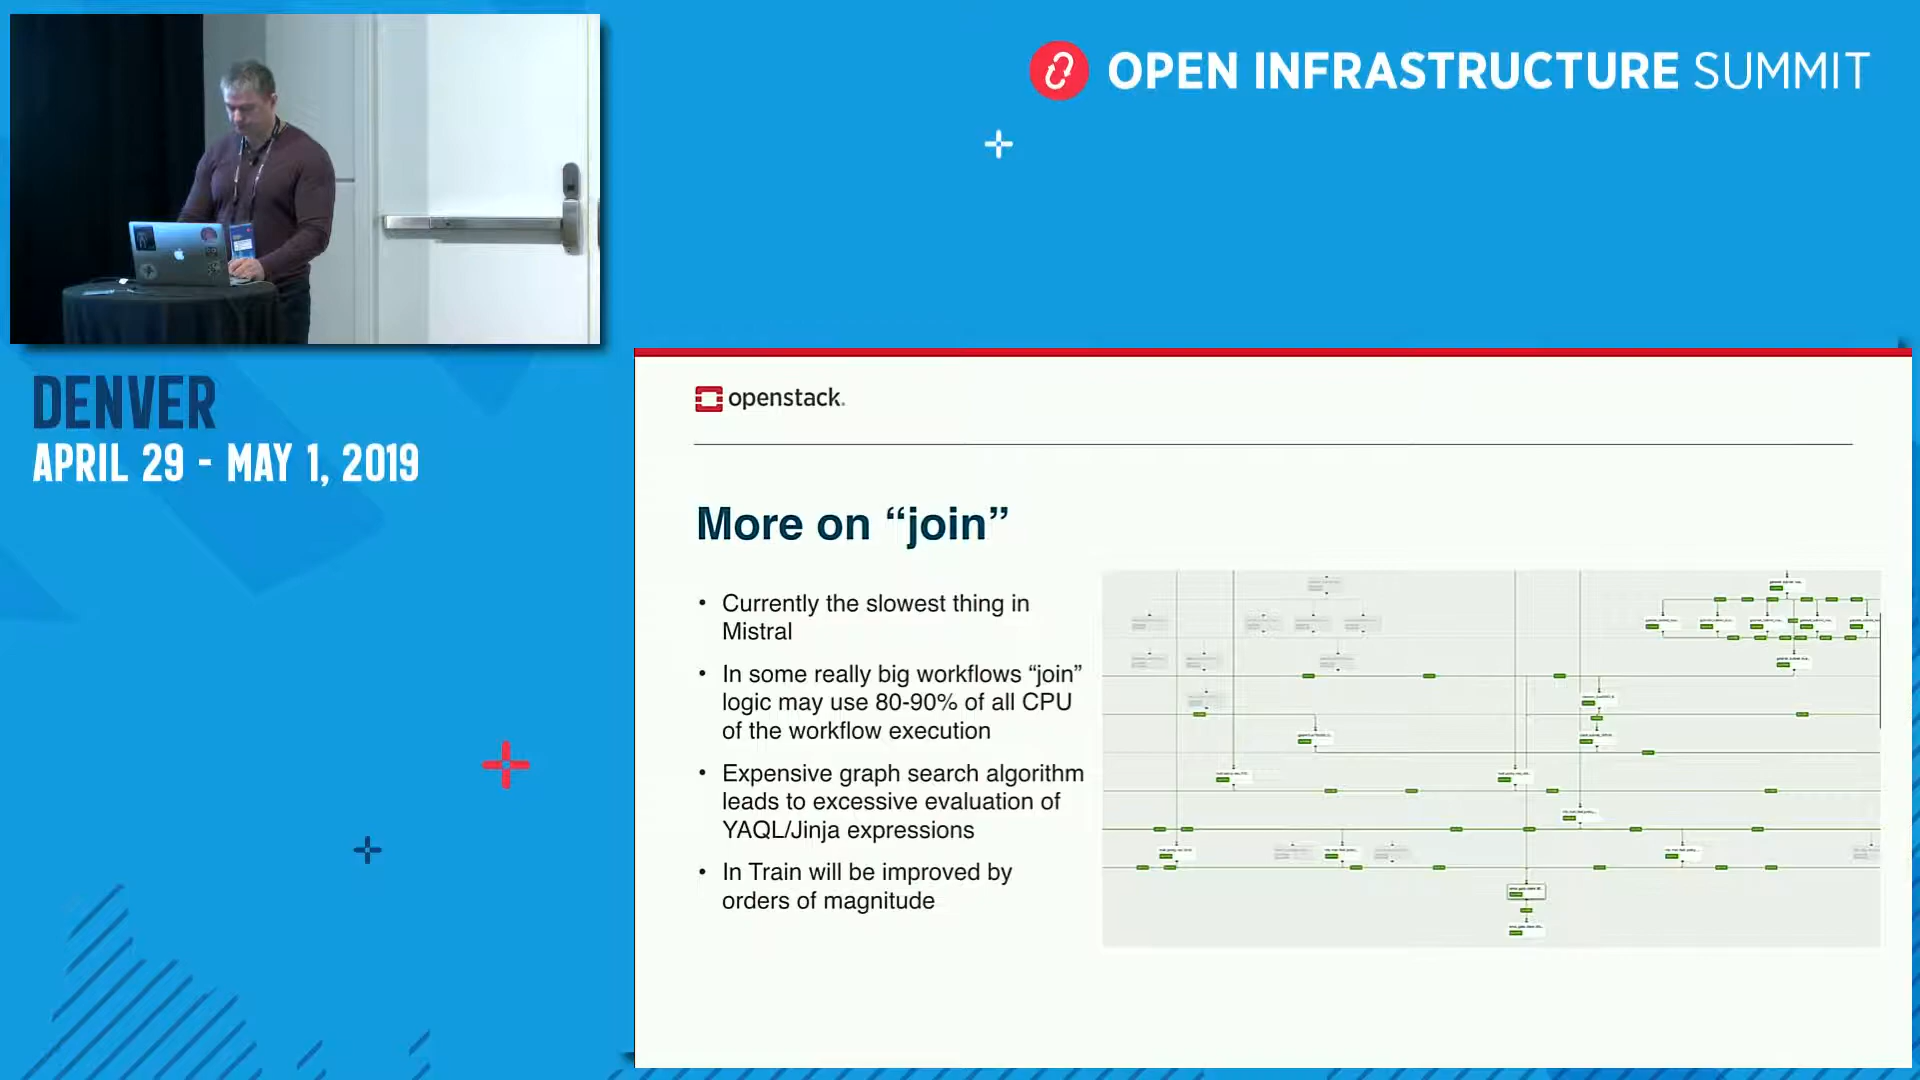 OPEN INFRASTRUCTURE SUMMIT
DENVER
APRIL 29 - MAY 1, 2019
openstack.
More on “join”
• Currently the slowest thing in
Mistral
• In some really big workflows “join”
logic may use 80-90% of all CPU
of the workflow execution
• Expensive graph search algorithm
leads to excessive evaluation of
YAQL/Jinja expressions
• In Train will be improved by
orders of magnitude